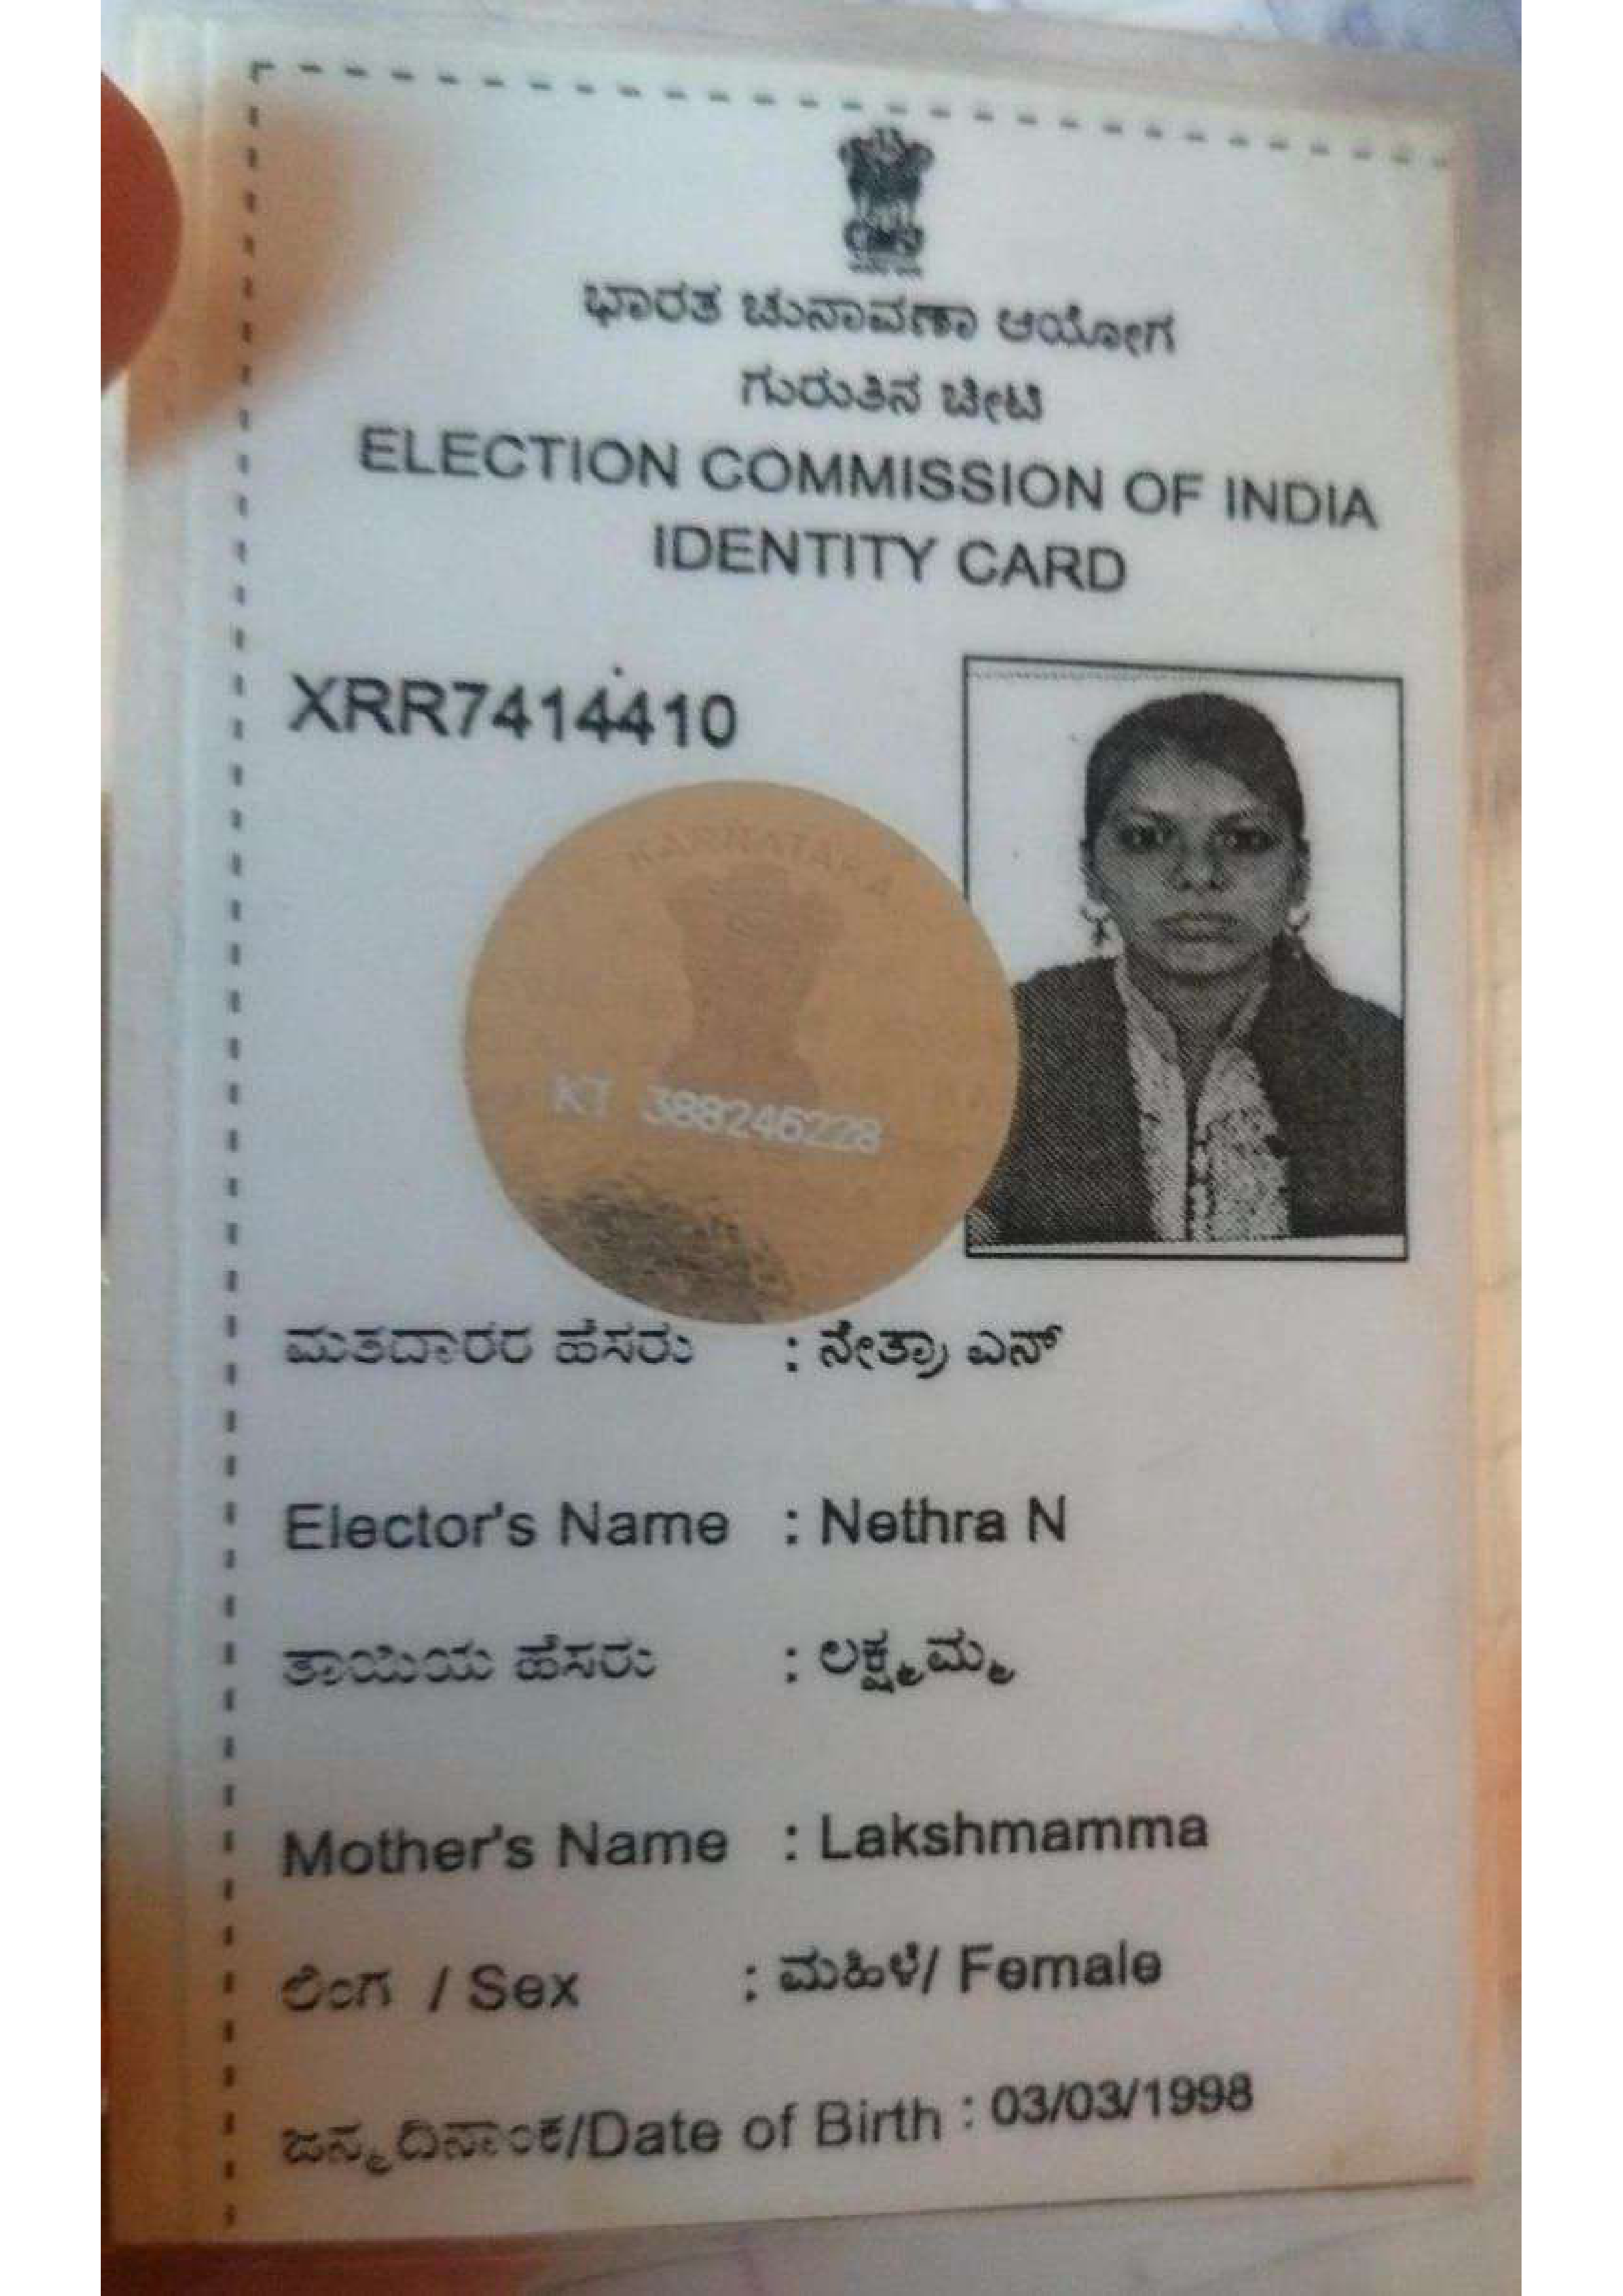 ಭಾರತ ಚುನಾವಣಾ ಆಯೋಗ
ಗುರುತಿನ ಚೀಟಿ
ELECTION COMMISSION OF INDIA
IDENTITY CARD
XRR7414410
KARNATAKA
KT 388246228
ಮತದಾರರ ಹೆಸರು : ನೇತ್ರಾ ಎನ್
Elector's Name : Nethra N
ತಾಯಿಯ ಹೆಸರು : ಲಕ್ಷ್ಮಮ್ಮ
Mother's Name : Lakshmamma
ಲಿಂಗ / Sex : ಮಹಿಳೆ/ Female
ಜನ್ಮ ದಿನಾಂಕ/Date of Birth : 03/03/1998